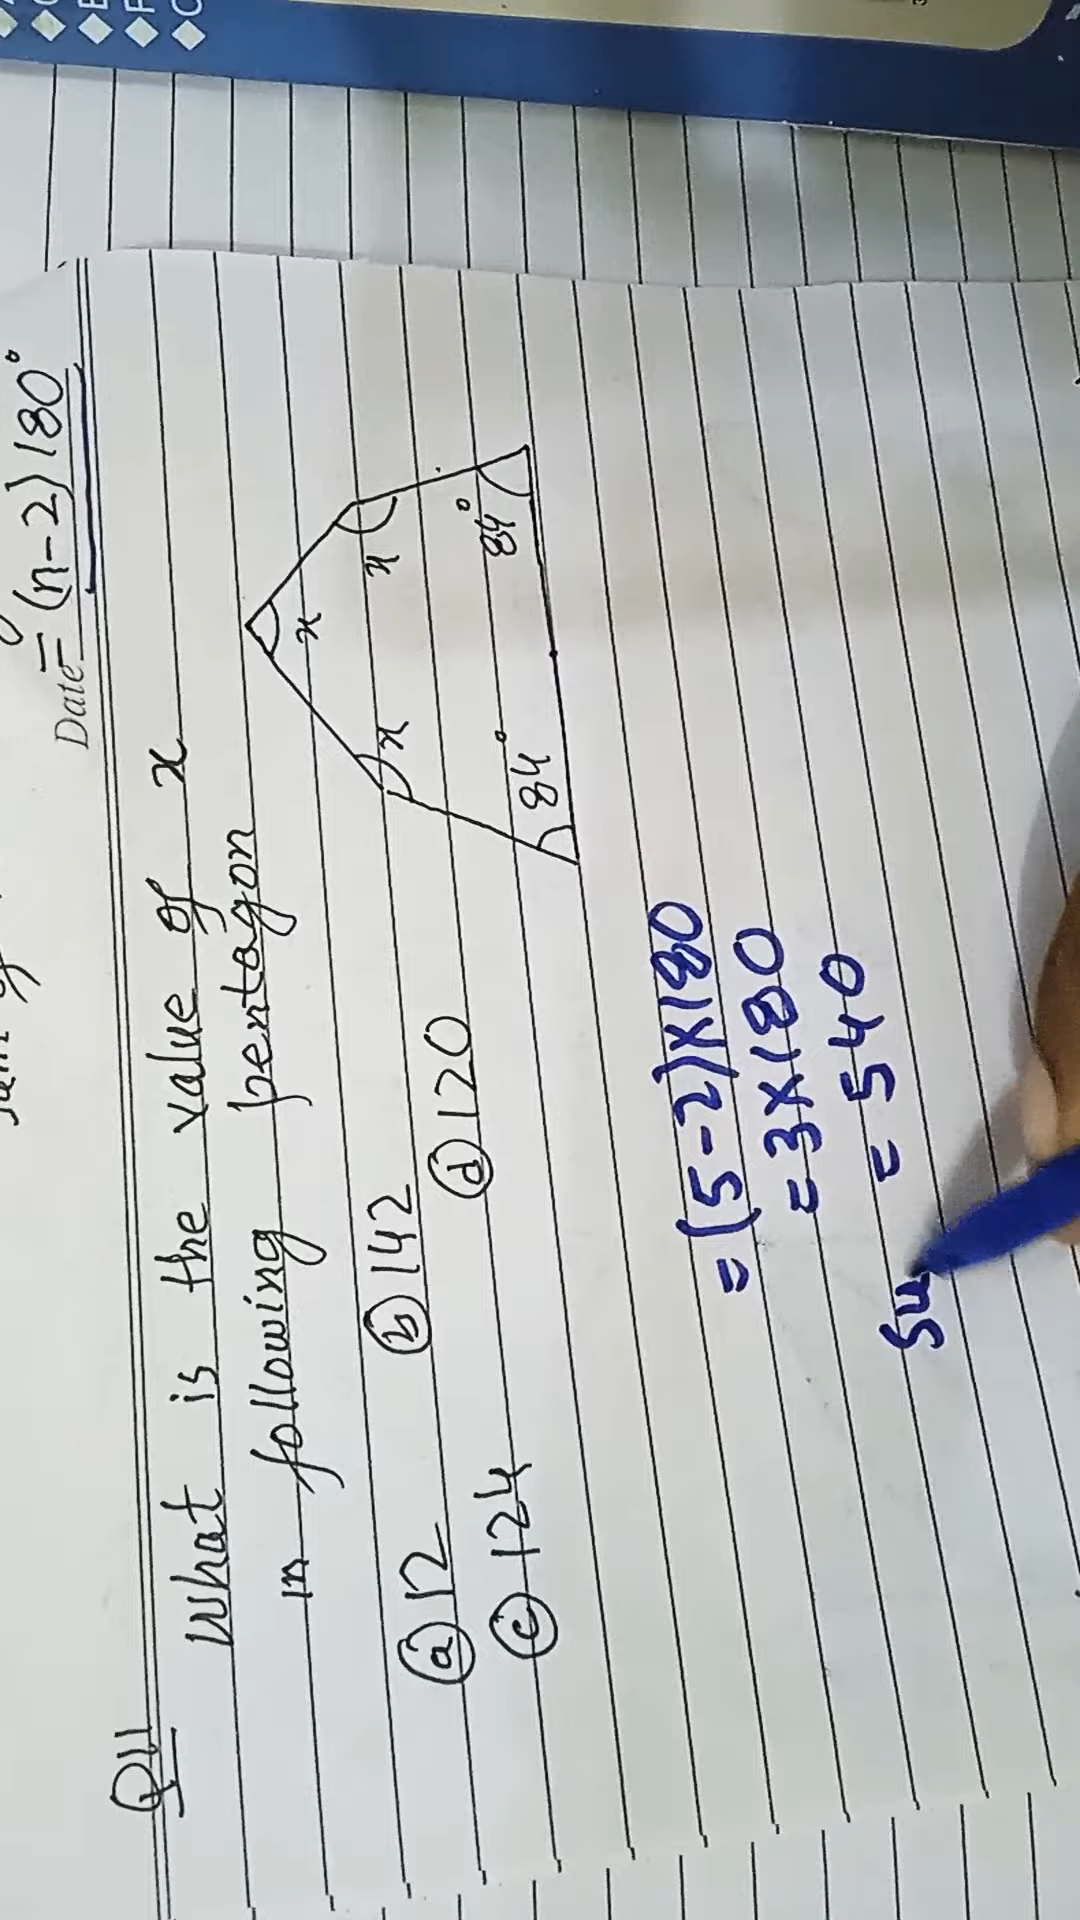 = (n-2) 180°
Date
Q11
What is the value of x
in following pentagon
(a) 12 (b) 142
(c) 124 (d) 120
x
x
x
84°
84°
= (5-2)×180
= 3×180
= 540
Su